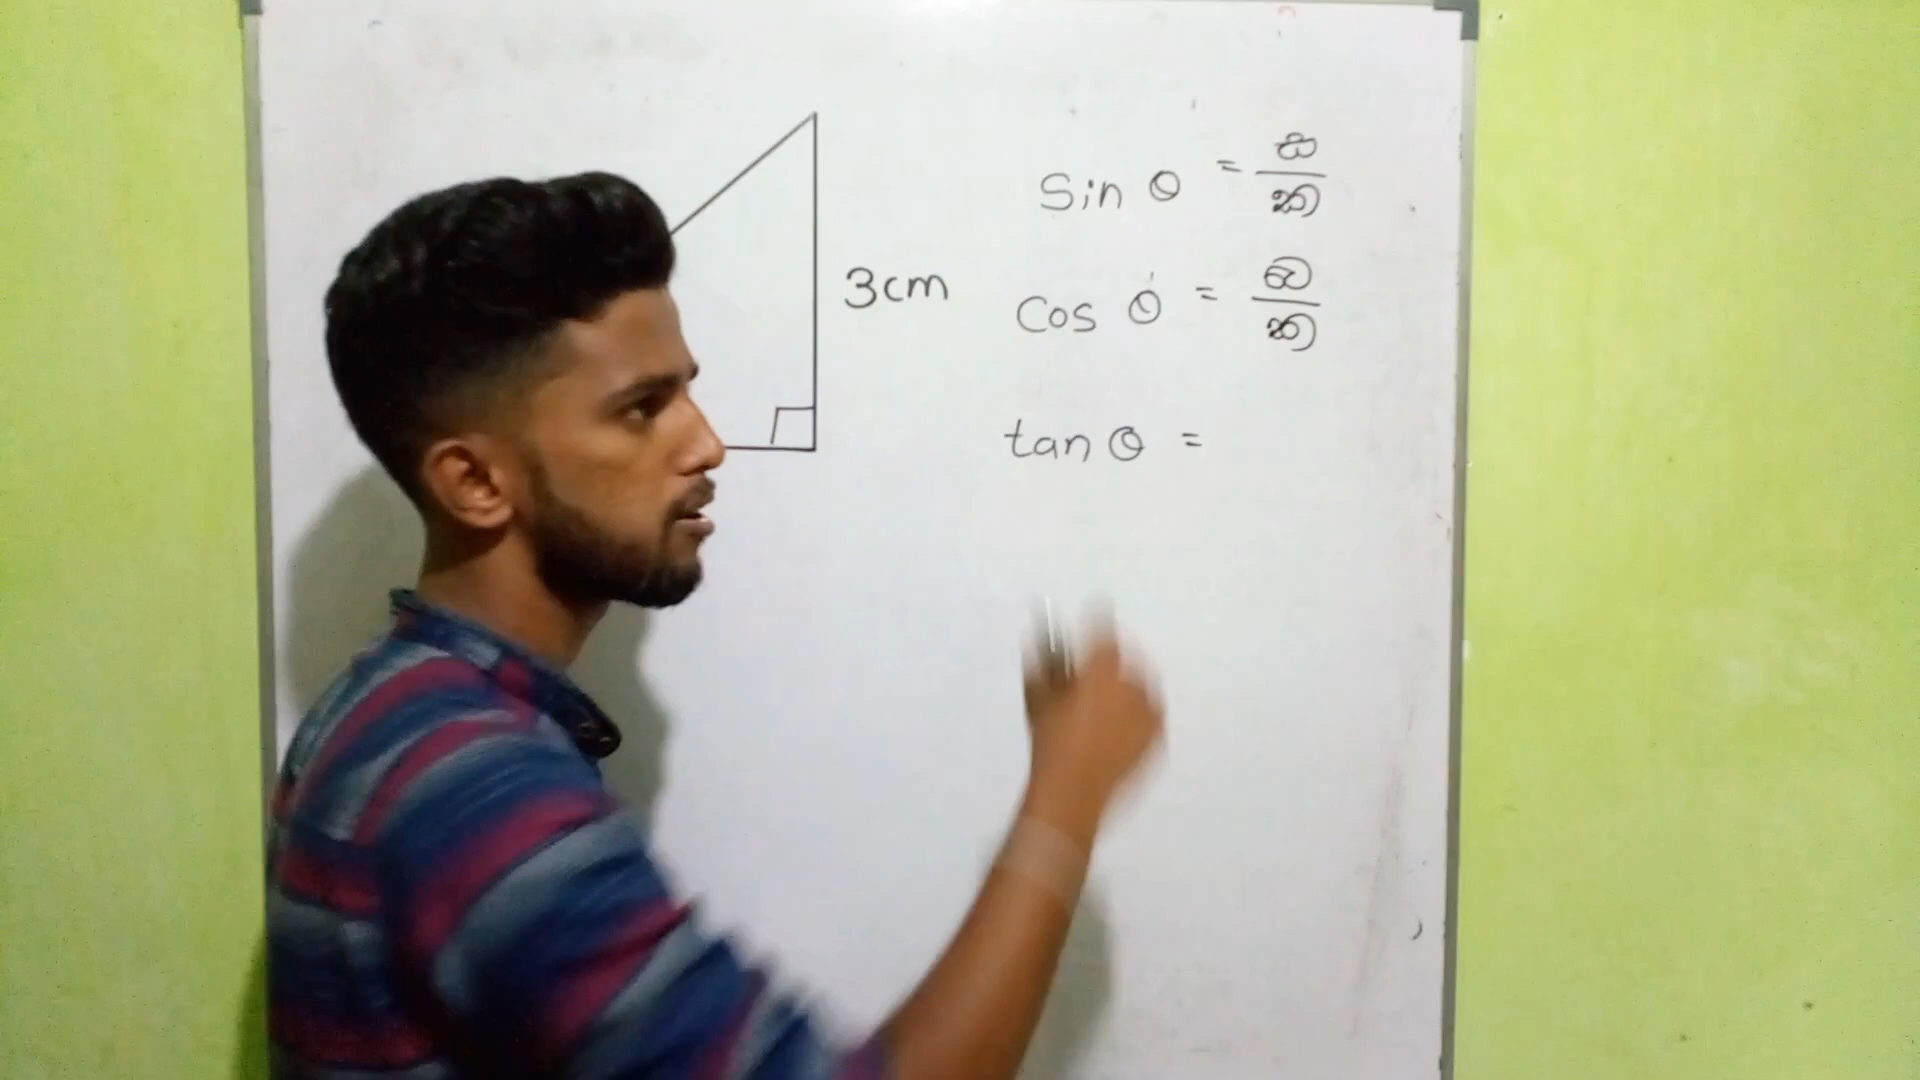 3cm
Sin θ = ස/ක
Cos θ = බ/ක
tan θ =